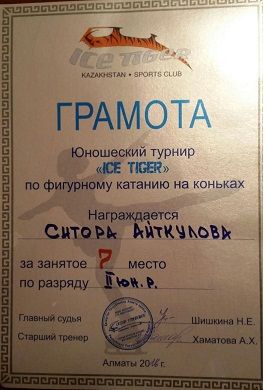 ICE TIGER
KAZAKHSTAN • SPORTS CLUB
ГРАМОТА
Юношеский турнир
«ICE TIGER»
по фигурному катанию на коньках
Награждается
СИТОРА АЙТКУЛОВА
за занятое 7 место
по разряду II юн.р.
Главный судья Шишкина Н.Е.
Старший тренер Хаматова А.Х.
Алматы 2016 г.